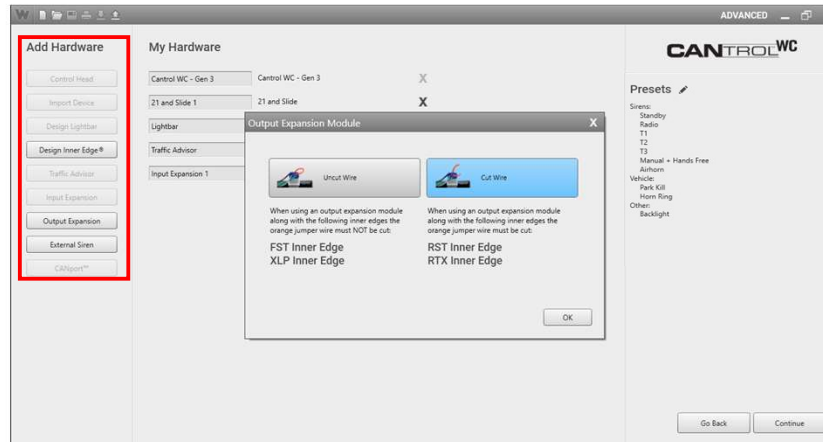 W
ADVANCED
Add Hardware
My Hardware
CANTROLWC
Control Head
Import Device
Design Lightbar
Design Inner Edge®
Traffic Advisor
Input Expansion
Output Expansion
External Siren
CANport™
Cantrol WC - Gen 3
Cantrol WC - Gen 3
X
21 and Slide 1
21 and Slide
X
Lightbar
Traffic Advisor
Input Expansion 1
Output Expansion Module
X
Uncut Wire
When using an output expansion module
along with the following inner edges the
orange jumper wire must NOT be cut:
FST Inner Edge
XLP Inner Edge
Cut Wire
When using an output expansion module
along with the following inner edges the
orange jumper wire must be cut:
RST Inner Edge
RTX Inner Edge
OK
Presets
Sirens:
Standby
Radio
T1
T2
T3
Manual + Hands Free
Airhorn
Vehicle:
Park Kill
Horn Ring
Other:
Backlight
Go Back
Continue